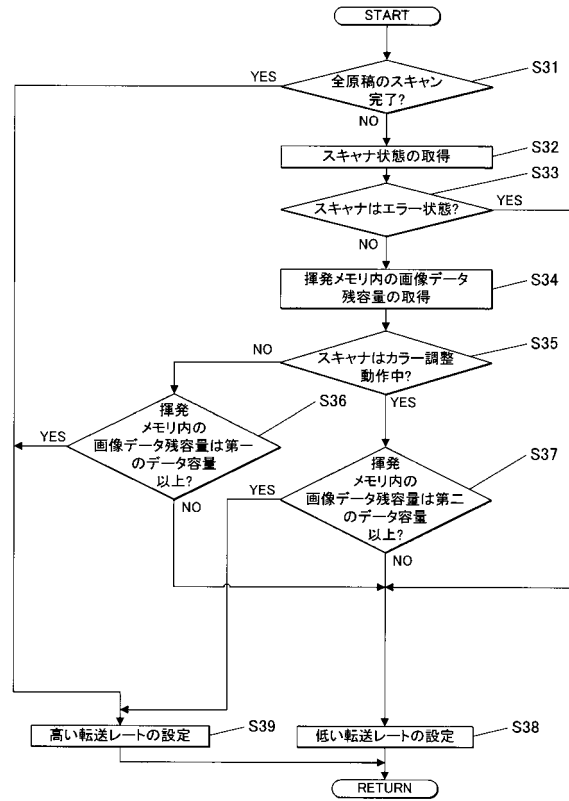 START
S31
YES
全原稿のスキャン
完了?
NO
S32
スキャナ状態の取得
S33
スキャナはエラー状態?
YES
NO
揮発メモリ内の画像データ
残容量の取得
S34
S35
NO
スキャナはカラー調整
動作中?
S36
YES
揮発
メモリ内の
画像データ残容量は第一
のデータ容量
以上?
YES
S37
NO
揮発
メモリ内の
画像データ残容量は第二
のデータ容量
以上?
YES
NO
高い転送レートの設定
S39
低い転送レートの設定
S38
RETURN